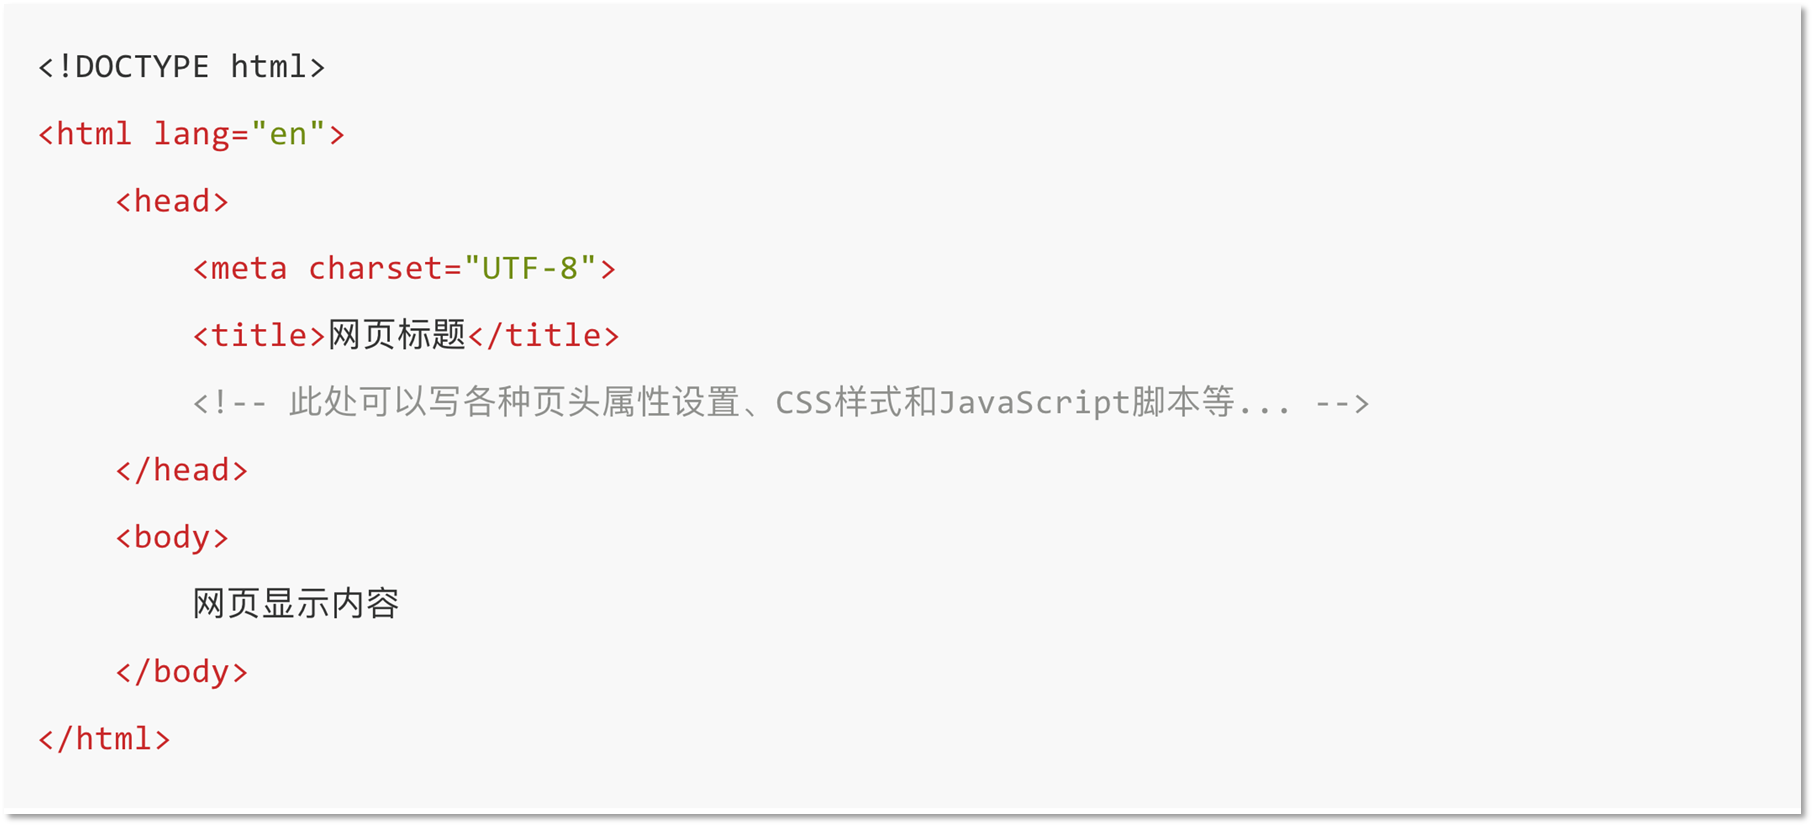 <!DOCTYPE html>
<html lang="en">
    <head>
        <meta charset="UTF-8">
        <title>网页标题</title>
        <!-- 此处可以写各种页头属性设置、CSS样式和JavaScript脚本等... -->
    </head>
    <body>
        网页显示内容
    </body>
</html>